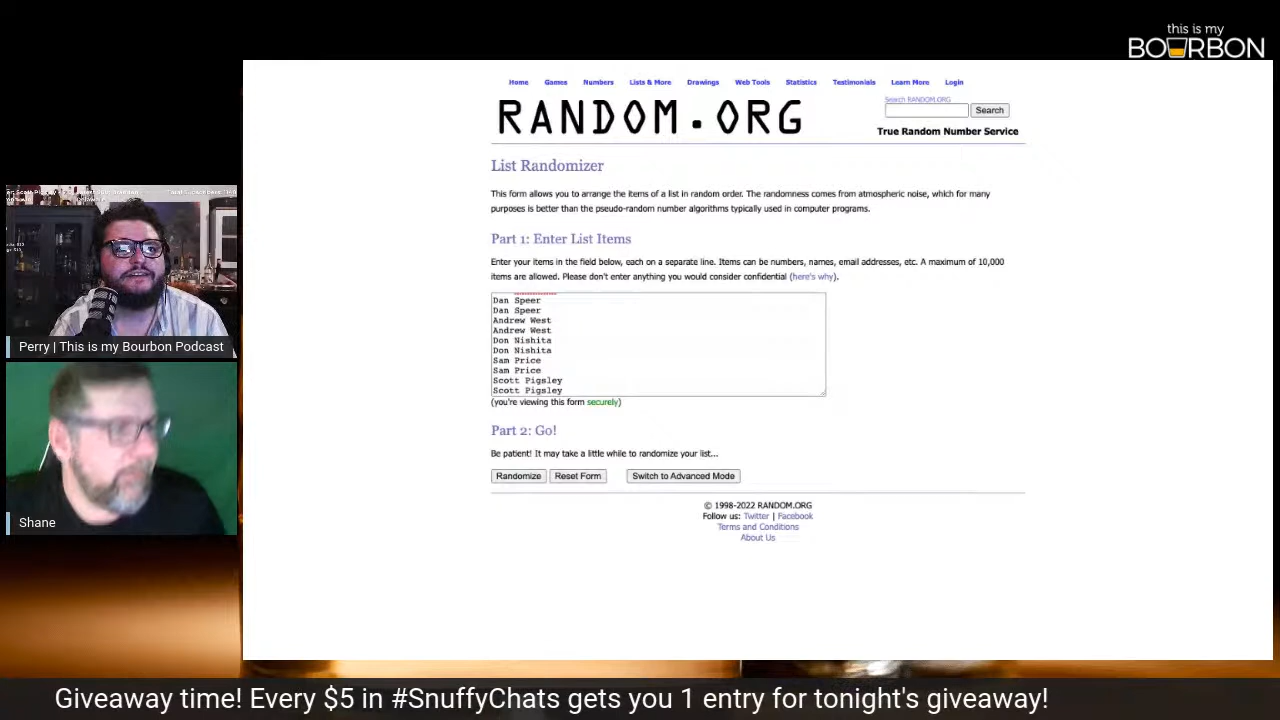 this is my
BOURBON
Home Games Numbers Lists & More Drawings Web Tools Statistics Testimonials Learn More Login
Search RANDOM.ORG
RANDOM.ORG
Search
True Random Number Service
List Randomizer
This form allows you to arrange the items of a list in random order. The randomness comes from atmospheric noise, which for many
purposes is better than the pseudo-random number algorithms typically used in computer programs.
Part 1: Enter List Items
Enter your items in the field below, each on a separate line. Items can be numbers, names, email addresses, etc. A maximum of 10,000
items are allowed. Please don't enter anything you would consider confidential (here's why).
Dan Speer
Dan Speer
Andrew West
Andrew West
Don Nishita
Don Nishita
Sam Price
Sam Price
Scott Pigsley
Scott Pigsley
(you're viewing this form securely)
Part 2: Go!
Be patient! It may take a little while to randomize your list...
Randomize Reset Form Switch to Advanced Mode
© 1998-2022 RANDOM.ORG
Follow us: Twitter | Facebook
Terms and Conditions
About Us
Perry | This is my Bourbon Podcast
Shane
Giveaway time! Every $5 in #SnuffyChats gets you 1 entry for tonight's giveaway!